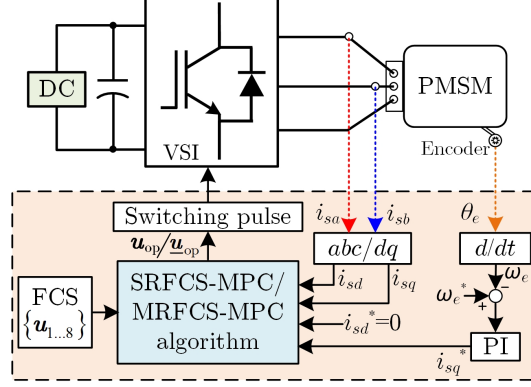 DC
VSI
PMSM
Encoder
Switching pulse
i_sa
i_sb
θ_e
u_op/u_op
abc/dq
d/dt
FCS
{u_1...8}
SRFCS-MPC/
MRFCS-MPC
algorithm
i_sd
i_sq
ω_e
−
ω_e*
+
i_sd*=0
PI
i_sq*